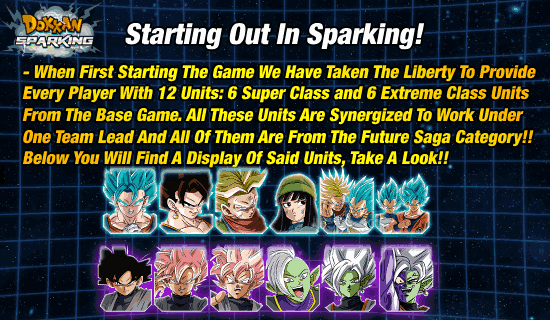 DOKKAN
SPARKING
Starting Out In Sparking!
- When First Starting The Game We Have Taken The Liberty To Provide
Every Player With 12 Units: 6 Super Class and 6 Extreme Class Units
From The Base Game. All These Units Are Synergized To Work Under
One Team Lead And All Of Them Are From The Future Saga Category!!
Below You Will Find A Display Of Said Units, Take A Look!!